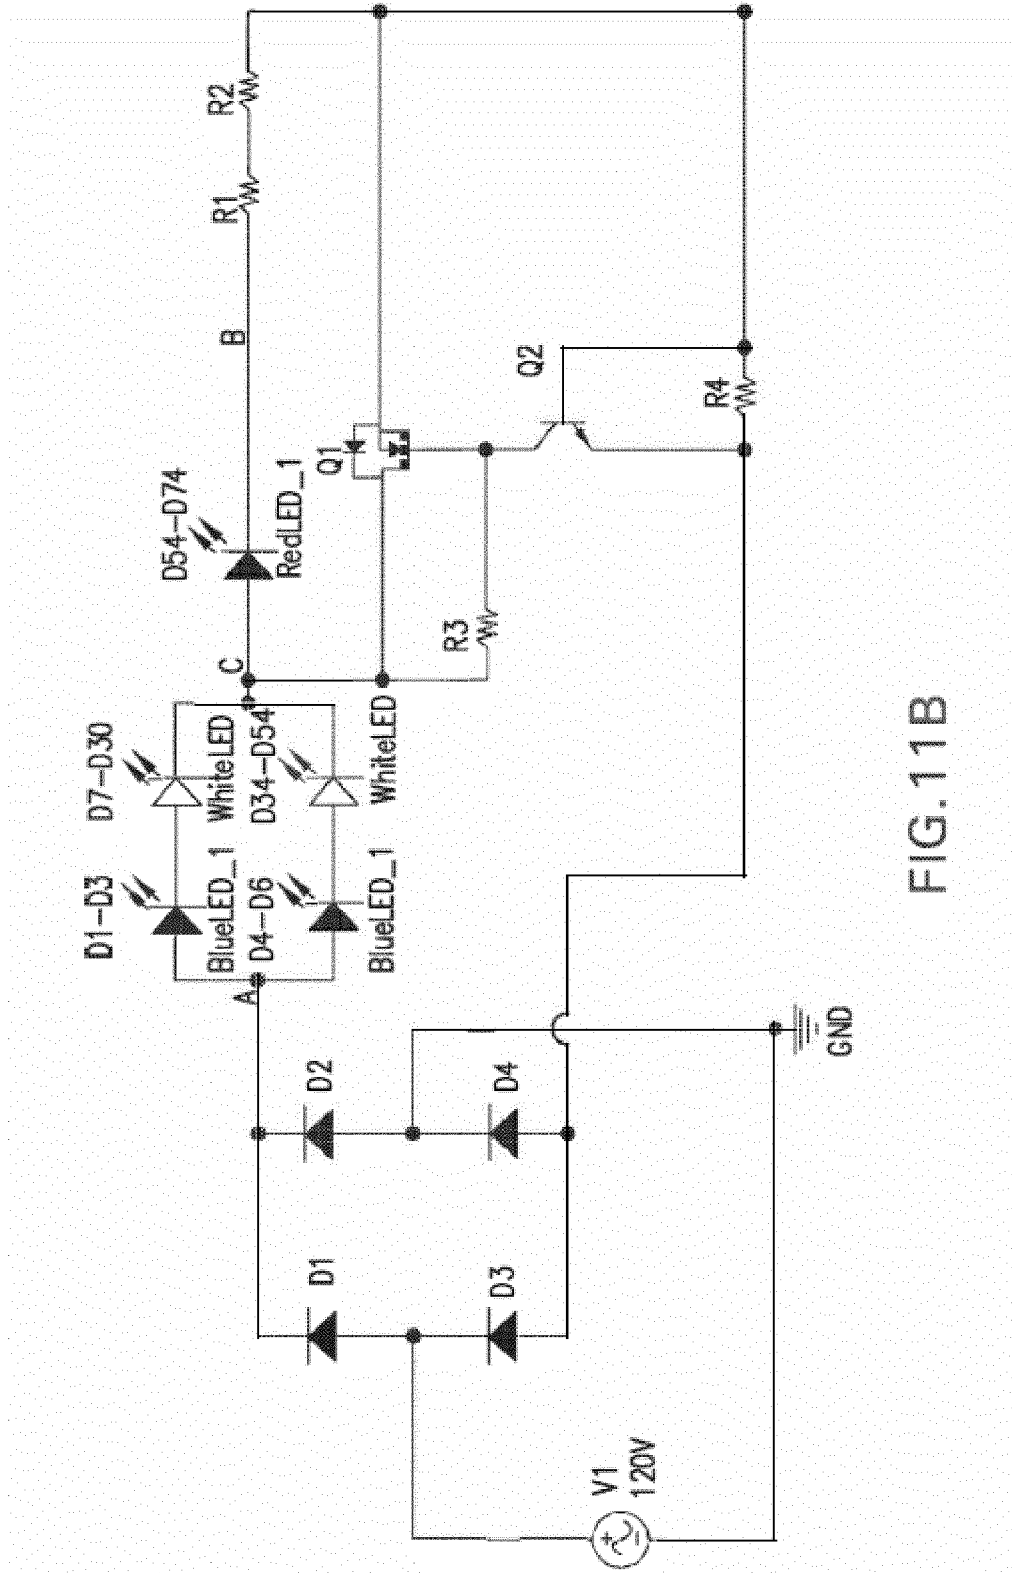 D1-D3
D7-D30
D54-D74
R1
R2
BlueLED_1
WhiteLED
C
RedLED_1
B
A
D4-D6
D34-D54
BlueLED_1
WhiteLED
Q1
R3
Q2
R4
D1
D2
D3
D4
V1
120V
+
-
GND
FIG. 11B